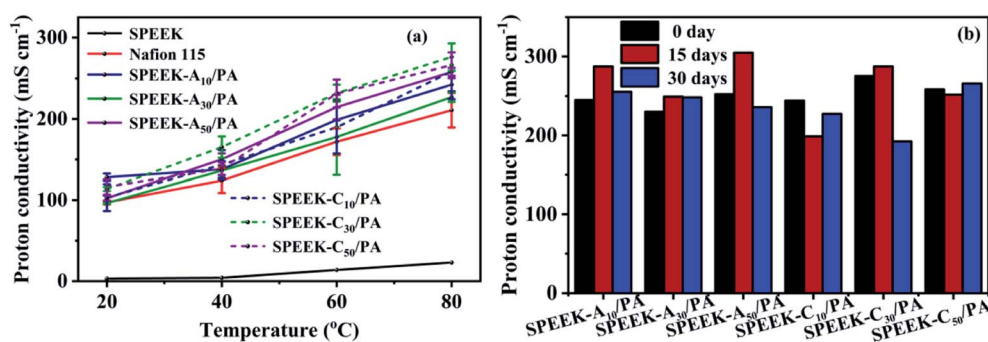 (a)
SPEEK
Nafion 115
SPEEK-A10/PA
SPEEK-A30/PA
SPEEK-A50/PA
SPEEK-C10/PA
SPEEK-C30/PA
SPEEK-C50/PA
Proton conductivity (mS cm-1)
300
200
100
0
20 40 60 80
Temperature (oC)
(b)
0 day
15 days
30 days
Proton conductivity (mS cm-1)
300
200
100
0
SPEEK-A10/PA SPEEK-A30/PA SPEEK-A50/PA SPEEK-C10/PA SPEEK-C30/PA SPEEK-C50/PA